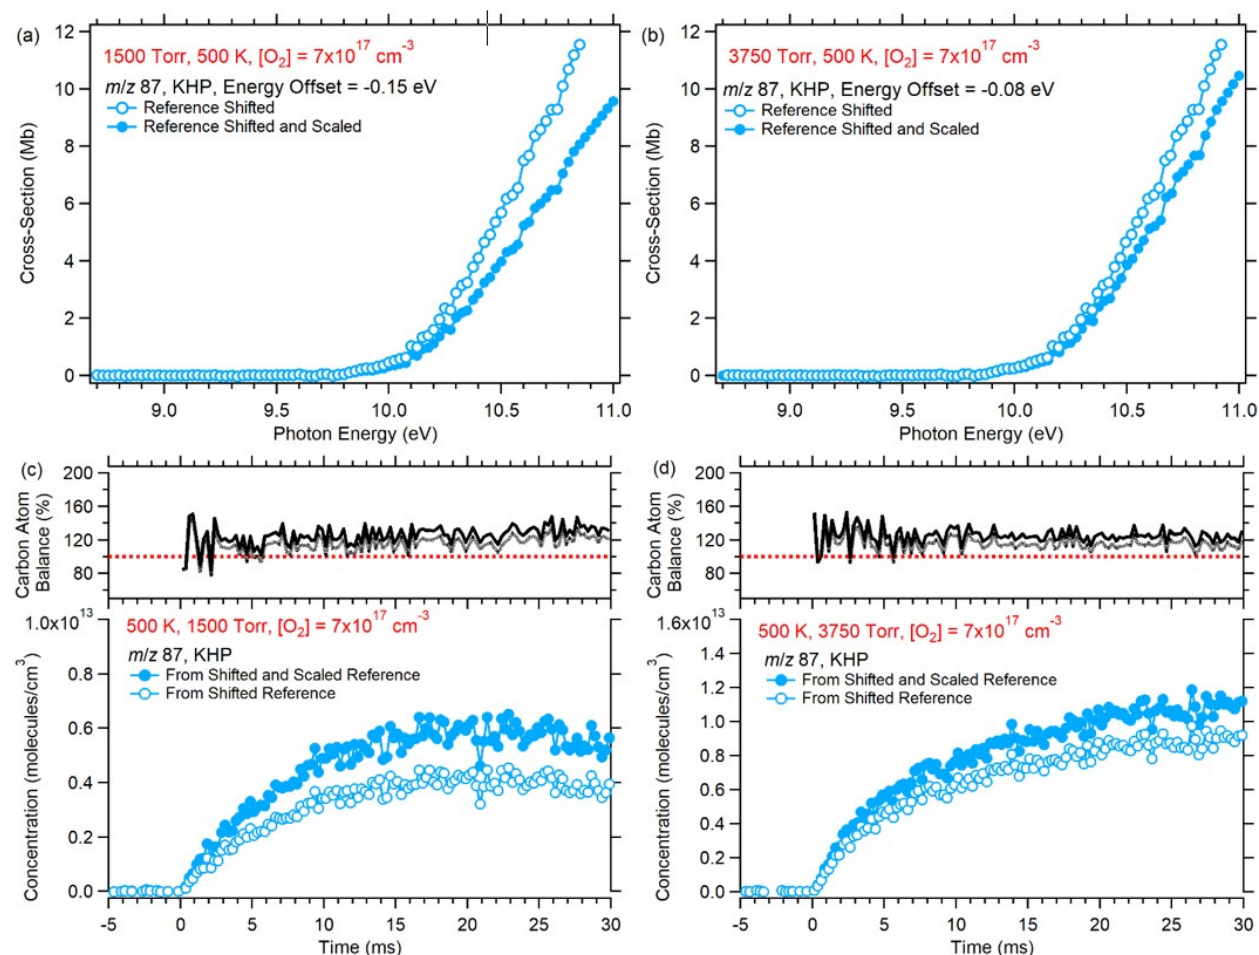 (a)
12
10
8
6
4
2
0
Cross-Section (Mb)
1500 Torr, 500 K, [O2] = 7x10^17 cm^-3
m/z 87, KHP, Energy Offset = -0.15 eV
Reference Shifted
Reference Shifted and Scaled
9.0 9.5 10.0 10.5 11.0
Photon Energy (eV)
(b)
12
10
8
6
4
2
0
Cross-Section (Mb)
3750 Torr, 500 K, [O2] = 7x10^17 cm^-3
m/z 87, KHP, Energy Offset = -0.08 eV
Reference Shifted
Reference Shifted and Scaled
9.0 9.5 10.0 10.5 11.0
Photon Energy (eV)
(c)
200
160
120
80
Carbon Atom
Balance (%)
1.0x10^13
0.8
0.6
0.4
0.2
0.0
Concentration (molecules/cm^3)
500 K, 1500 Torr, [O2] = 7x10^17 cm^-3
m/z 87, KHP
From Shifted and Scaled Reference
From Shifted Reference
-5 0 5 10 15 20 25 30
Time (ms)
(d)
200
160
120
80
Carbon Atom
Balance (%)
1.6x10^13
1.4
1.2
1.0
0.8
0.6
0.4
0.2
0.0
Concentration (molecules/cm^3)
500 K, 3750 Torr, [O2] = 7x10^17 cm^-3
m/z 87, KHP
From Shifted and Scaled Reference
From Shifted Reference
-5 0 5 10 15 20 25 30
Time (ms)